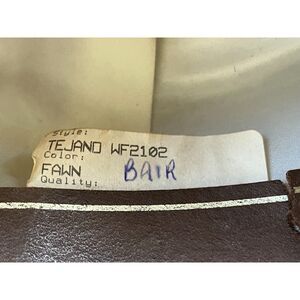 Style:
TEJANO WF2102
Color:
FAWN BAIR
Quality: